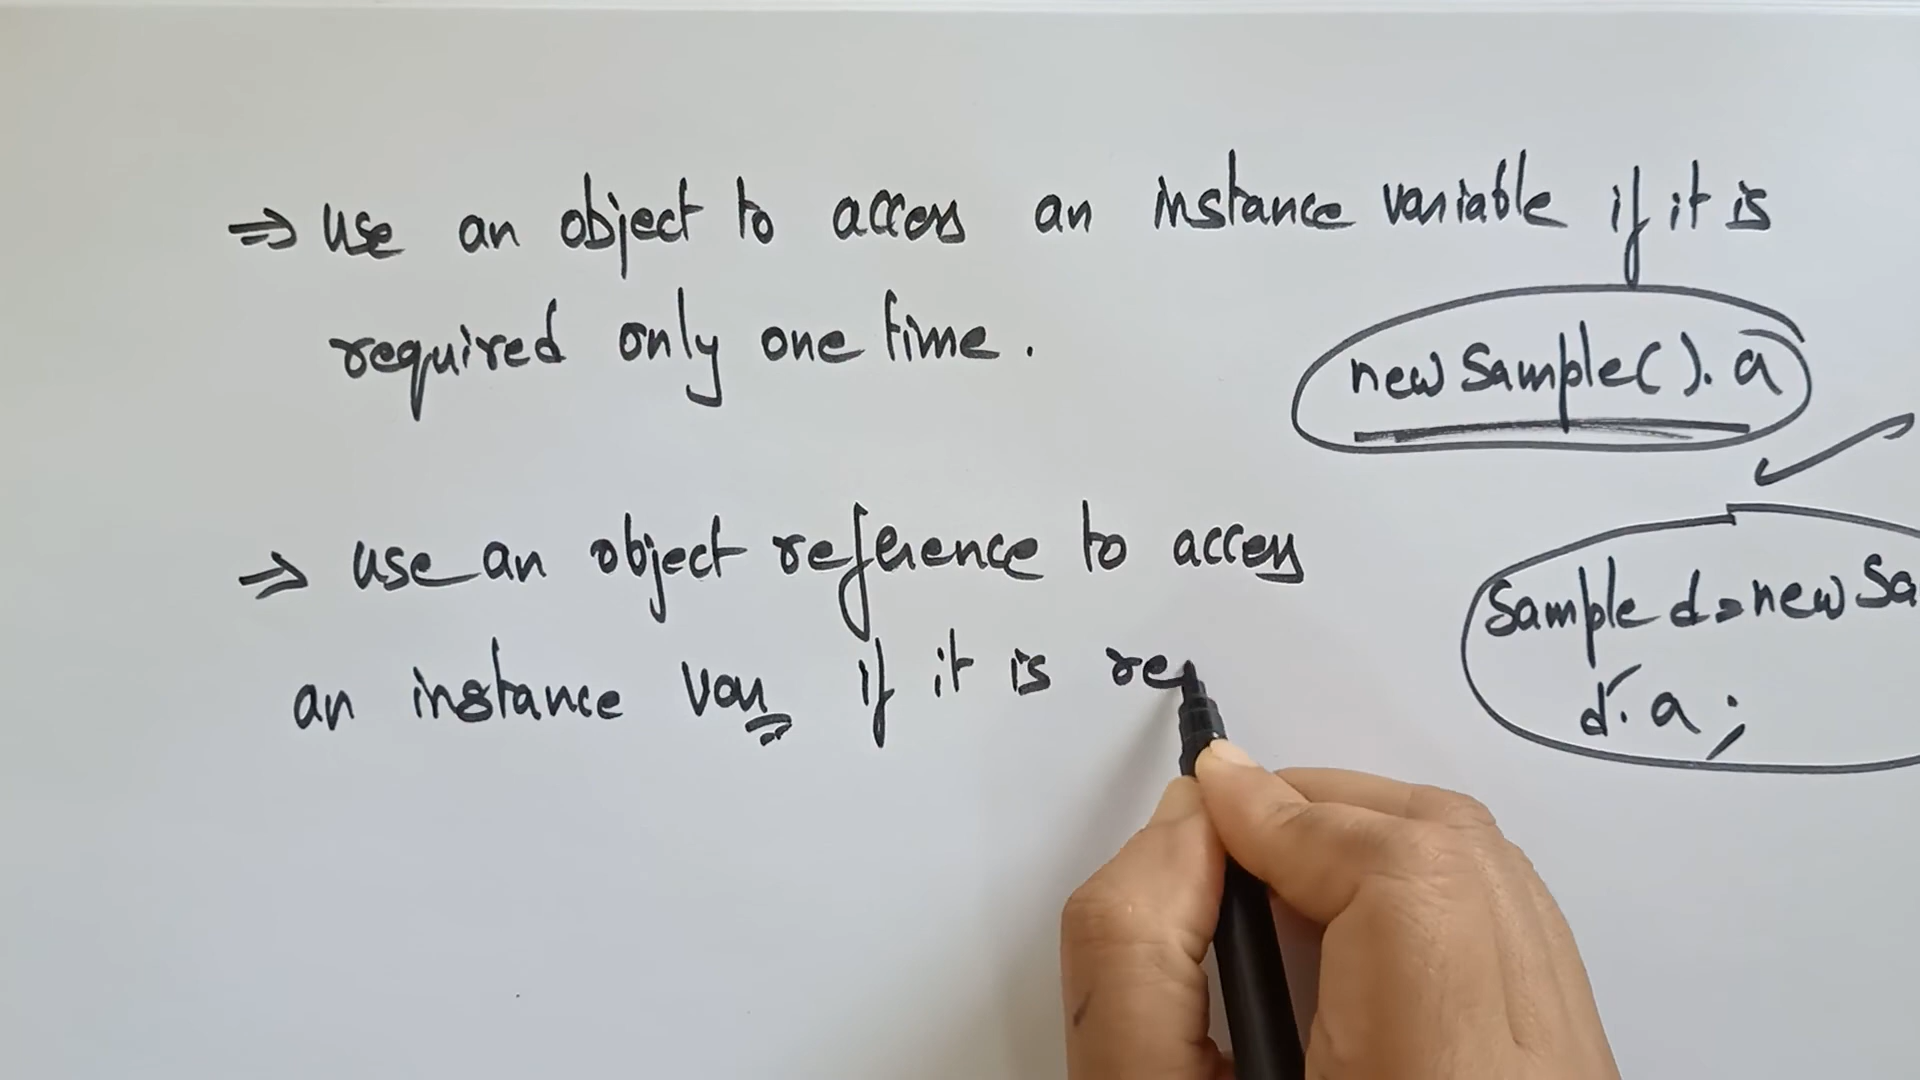 ⇒ use an object to access an instance variable if it is
required only one time.
new Sample(). a
⇒ use an object reference to access
an instance var if it is re
Sample d=new Sa
d. a ;